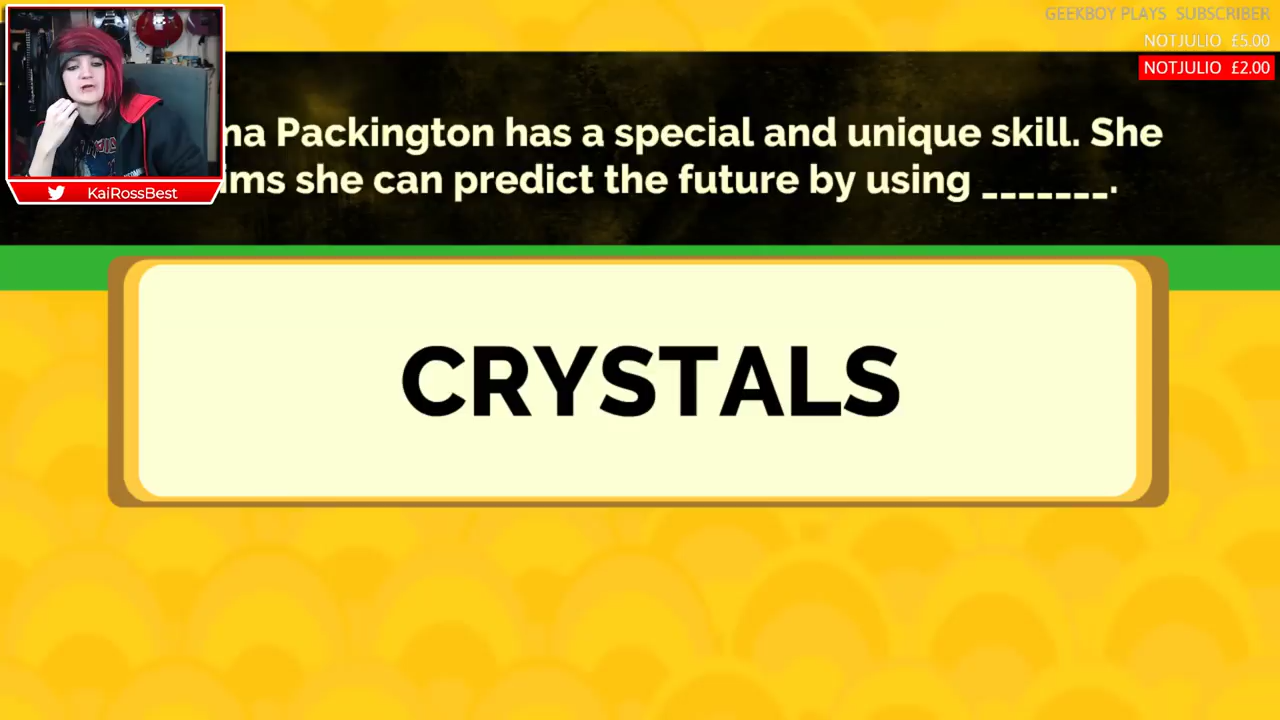 GEEKBOY PLAYS SUBSCRIBER
NOTJULIO £5.00
NOTJULIO £2.00
ma Packington has a special and unique skill. She
ims she can predict the future by using _______.
KaiRossBest
CRYSTALS